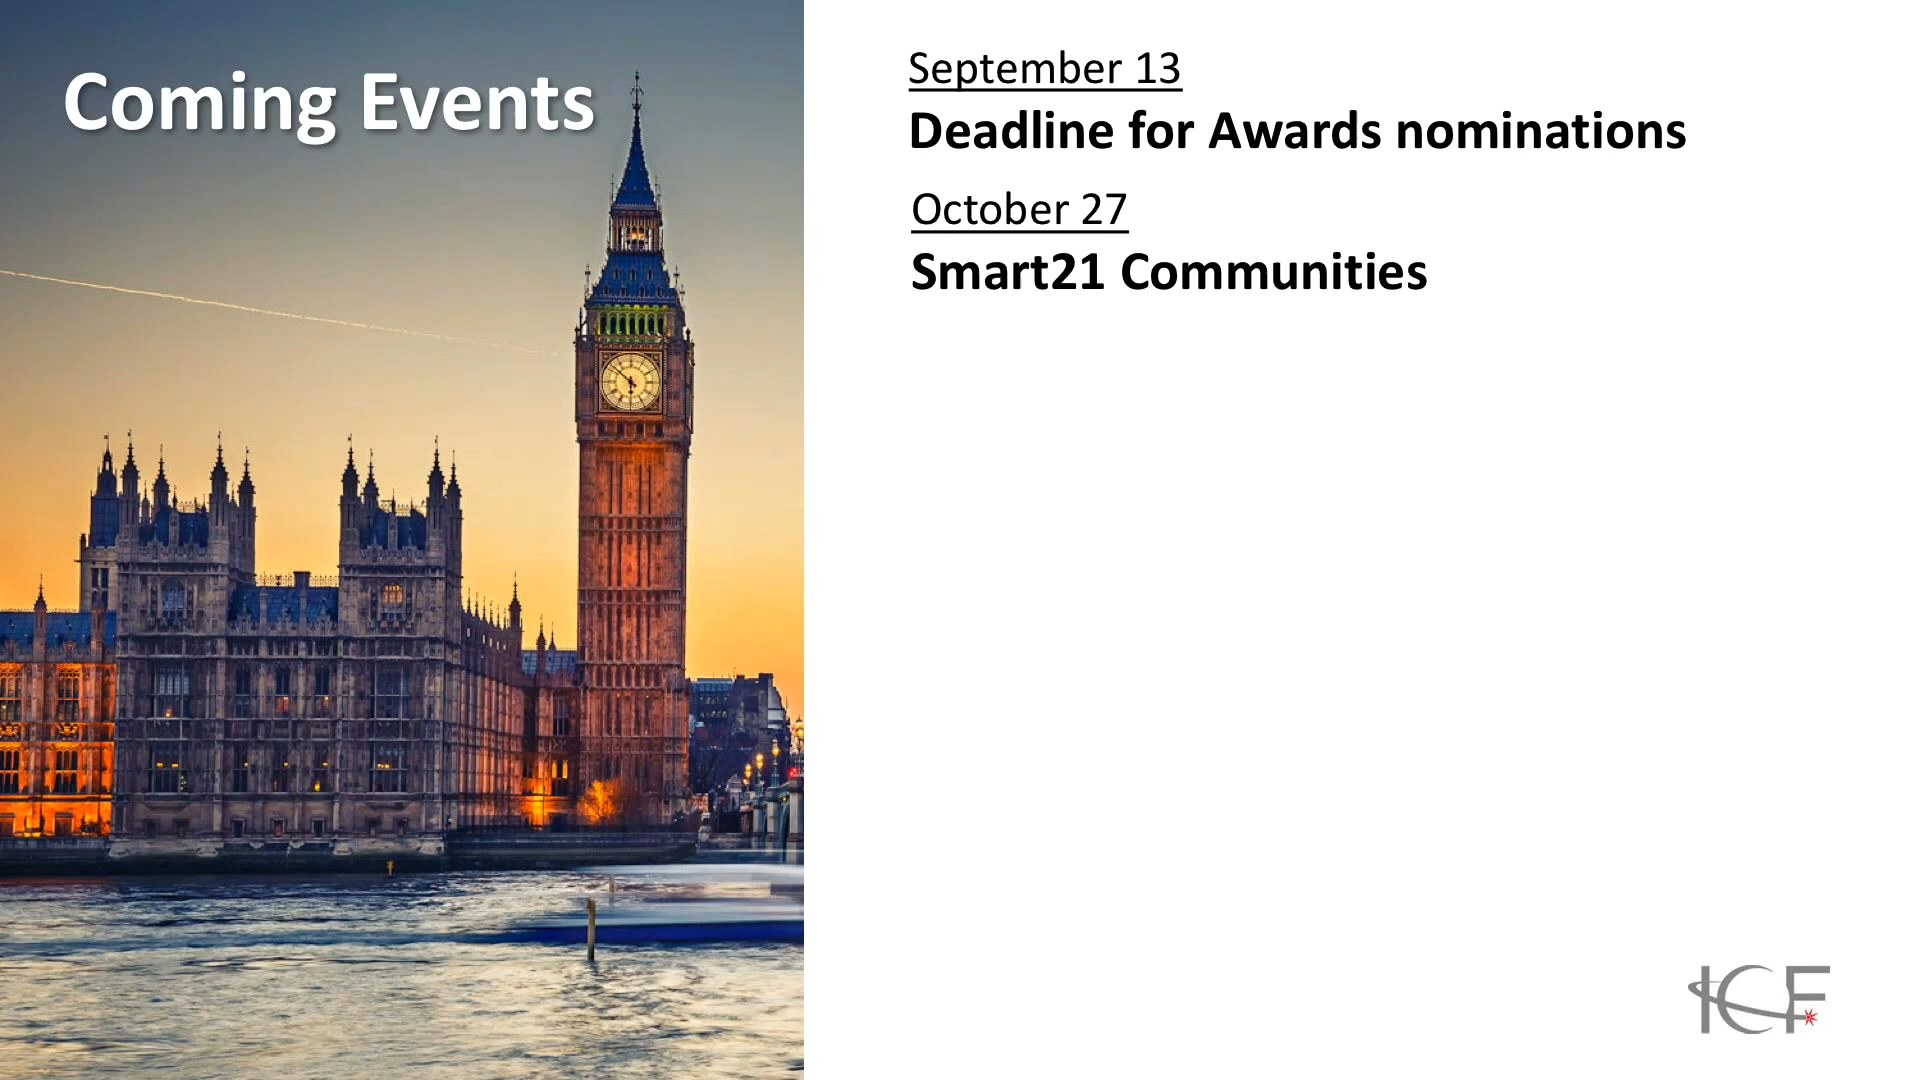 Coming Events
September 13
Deadline for Awards nominations
October 27
Smart21 Communities
ICF